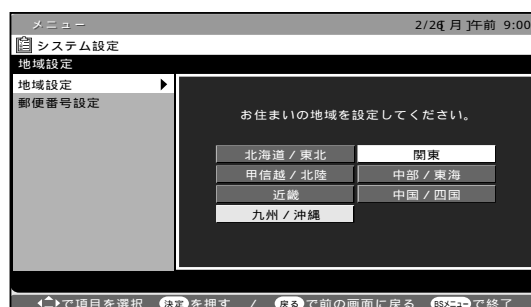 メニュー 2/26[月]午前 9:00
システム設定
地域設定
地域設定
郵便番号設定
お住まいの地域を設定してください。
北海道/東北 関東
甲信越/北陸 中部/東海
近畿 中国/四国
九州/沖縄
で項目を選択 決定を押す / 戻るで前の画面に戻る BSメニューで終了